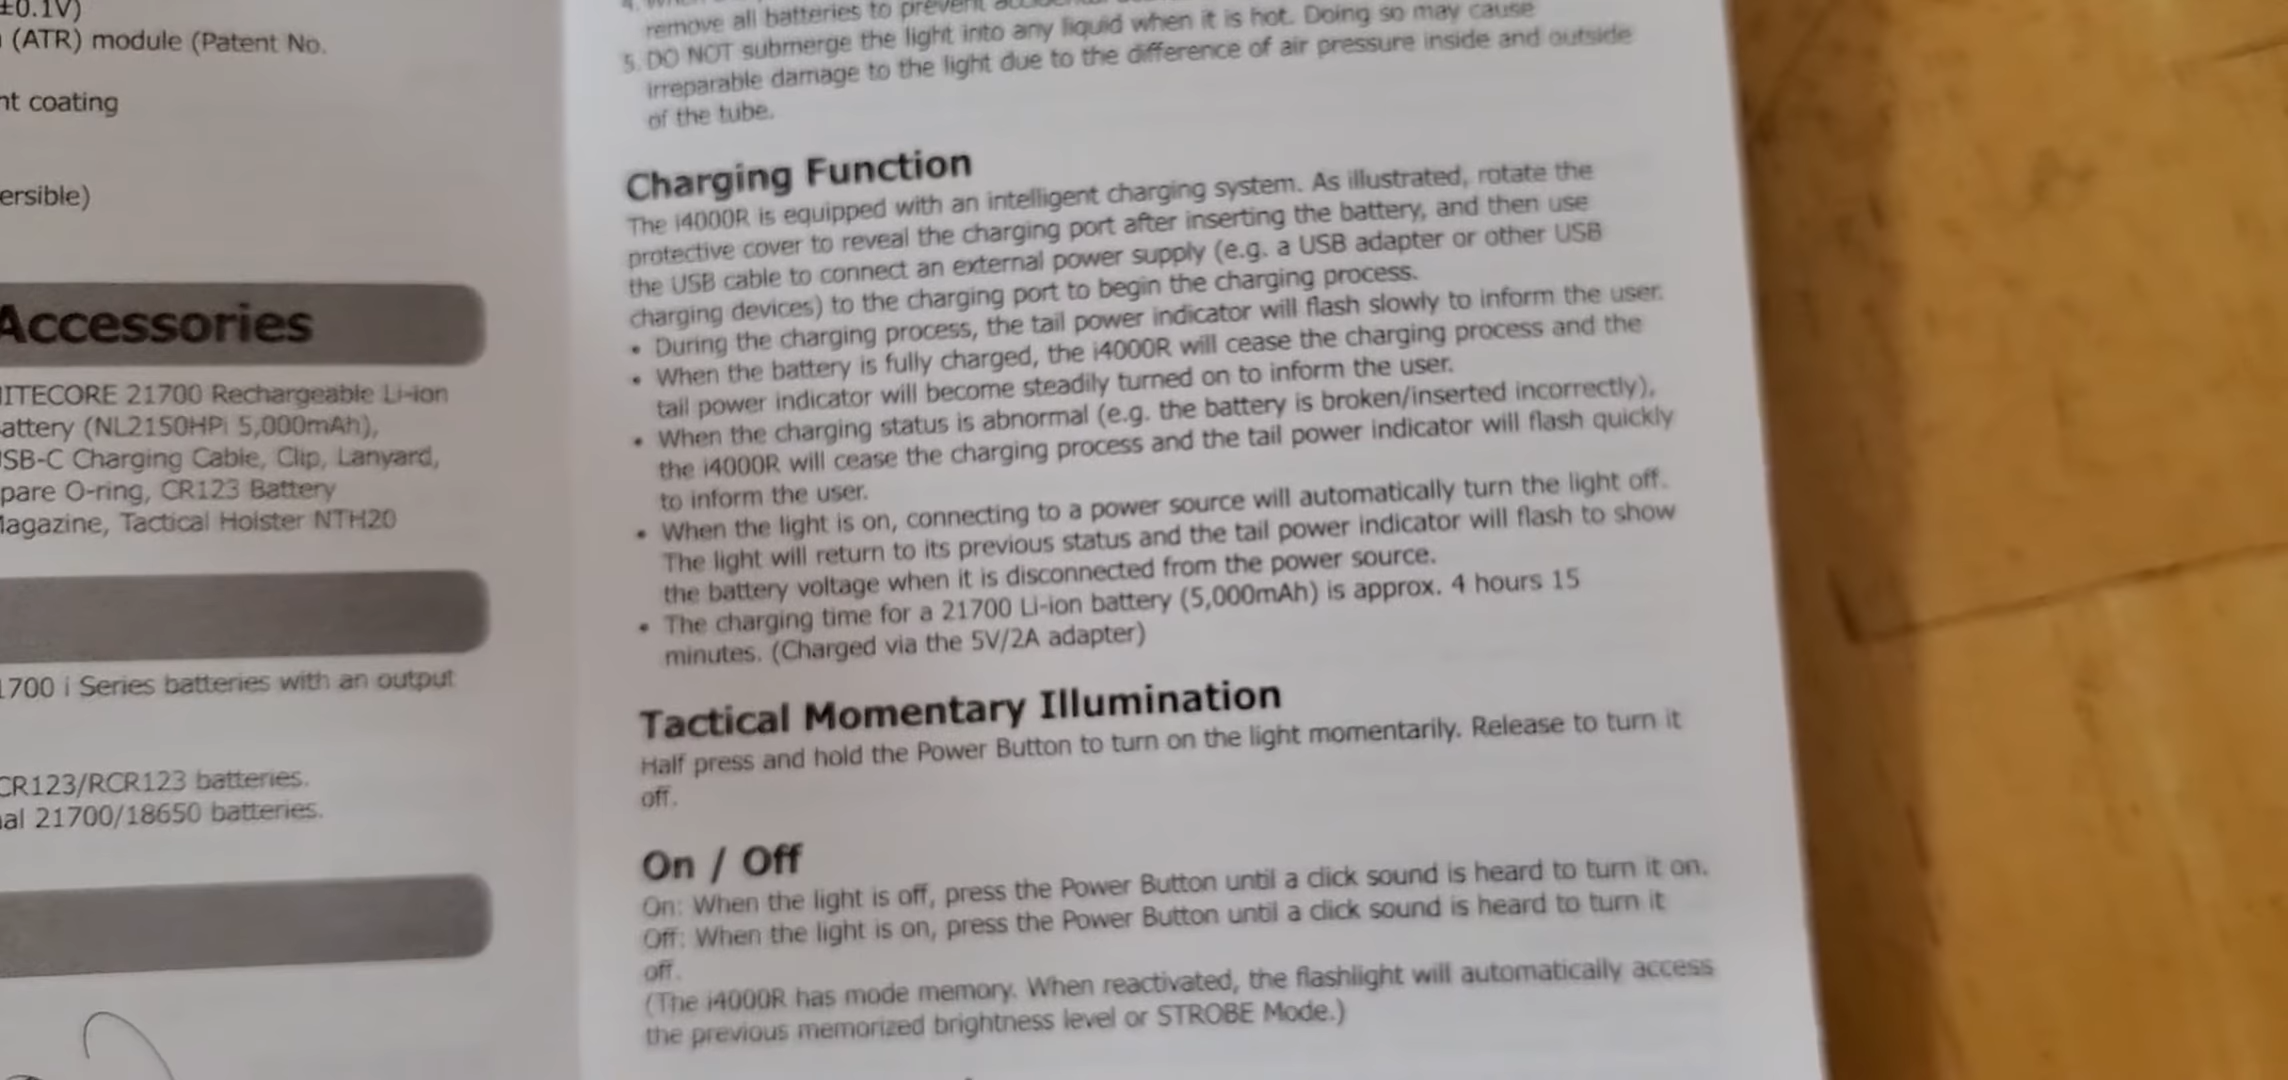 ±0.1V)
(ATR) module (Patent No.
coating
Accessories
21700 Rechargeable Li-ion
(NL2150HPi 5,000mAh),
Charging Cable, Clip, Lanyard,
O-ring, CR123 Battery
Tactical Holster NTH20
i Series batteries with an output
CR123/RCR123 batteries.
21700/18650 batteries.
remove all batteries to prevent
5. DO NOT submerge the light into any liquid when it is hot. Doing so may cause
irreparable damage to the light due to the difference of air pressure inside and outside
of the tube.
Charging Function
The i4000R is equipped with an intelligent charging system. As illustrated, rotate the
protective cover to reveal the charging port after inserting the battery, and then use
the USB cable to connect an external power supply (e.g. a USB adapter or other USB
charging devices) to the charging port to begin the charging process.
• During the charging process, the tail power indicator will flash slowly to inform the user.
• When the battery is fully charged, the i4000R will cease the charging process and the
tail power indicator will become steadily turned on to inform the user.
• When the charging status is abnormal (e.g. the battery is broken/inserted incorrectly),
the i4000R will cease the charging process and the tail power indicator will flash quickly
to inform the user.
• When the light is on, connecting to a power source will automatically turn the light off.
The light will return to its previous status and the tail power indicator will flash to show
the battery voltage when it is disconnected from the power source.
• The charging time for a 21700 Li-ion battery (5,000mAh) is approx. 4 hours 15
minutes. (Charged via the 5V/2A adapter)
Tactical Momentary Illumination
Half press and hold the Power Button to turn on the light momentarily. Release to turn it
off.
On / Off
On: When the light is off, press the Power Button until a click sound is heard to turn it on.
Off: When the light is on, press the Power Button until a click sound is heard to turn it
off.
(The i4000R has mode memory. When reactivated, the flashlight will automatically access
the previous memorized brightness level or STROBE Mode.)